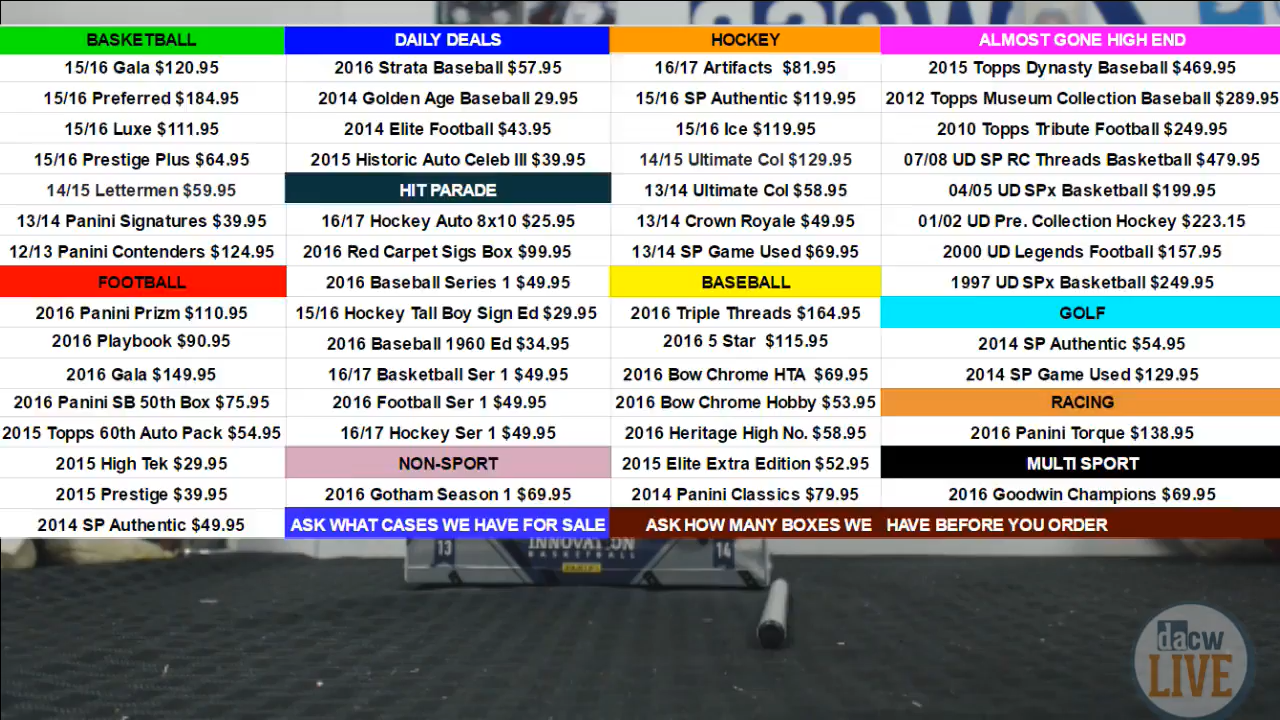 BASKETBALL
15/16 Gala $120.95
15/16 Preferred $184.95
15/16 Luxe $111.95
15/16 Prestige Plus $64.95
14/15 Lettermen $59.95
13/14 Panini Signatures $39.95
12/13 Panini Contenders $124.95
FOOTBALL
2016 Panini Prizm $110.95
2016 Playbook $90.95
2016 Gala $149.95
2016 Panini SB 50th Box $75.95
2015 Topps 60th Auto Pack $54.95
2015 High Tek $29.95
2015 Prestige $39.95
2014 SP Authentic $49.95
DAILY DEALS
2016 Strata Baseball $57.95
2014 Golden Age Baseball 29.95
2014 Elite Football $43.95
2015 Historic Auto Celeb III $39.95
HIT PARADE
16/17 Hockey Auto 8x10 $25.95
2016 Red Carpet Sigs Box $99.95
2016 Baseball Series 1 $49.95
15/16 Hockey Tall Boy Sign Ed $29.95
2016 Baseball 1960 Ed $34.95
16/17 Basketball Ser 1 $49.95
2016 Football Ser 1 $49.95
16/17 Hockey Ser 1 $49.95
NON-SPORT
2016 Gotham Season 1 $69.95
ASK WHAT CASES WE HAVE FOR SALE
HOCKEY
16/17 Artifacts $81.95
15/16 SP Authentic $119.95
15/16 Ice $119.95
14/15 Ultimate Col $129.95
13/14 Ultimate Col $58.95
13/14 Crown Royale $49.95
13/14 SP Game Used $69.95
BASEBALL
2016 Triple Threads $164.95
2016 5 Star $115.95
2016 Bow Chrome HTA $69.95
2016 Bow Chrome Hobby $53.95
2016 Heritage High No. $58.95
2015 Elite Extra Edition $52.95
2014 Panini Classics $79.95
ALMOST GONE HIGH END
2015 Topps Dynasty Baseball $469.95
2012 Topps Museum Collection Baseball $289.95
2010 Topps Tribute Football $249.95
07/08 UD SP RC Threads Basketball $479.95
04/05 UD SPx Basketball $199.95
01/02 UD Pre. Collection Hockey $223.15
2000 UD Legends Football $157.95
1997 UD SPx Basketball $249.95
GOLF
2014 SP Authentic $54.95
2014 SP Game Used $129.95
RACING
2016 Panini Torque $138.95
MULTI SPORT
2016 Goodwin Champions $69.95
ASK HOW MANY BOXES WE HAVE BEFORE YOU ORDER
13
INNOVATION
BASKETBALL
PANINI
14
dacw
LIVE